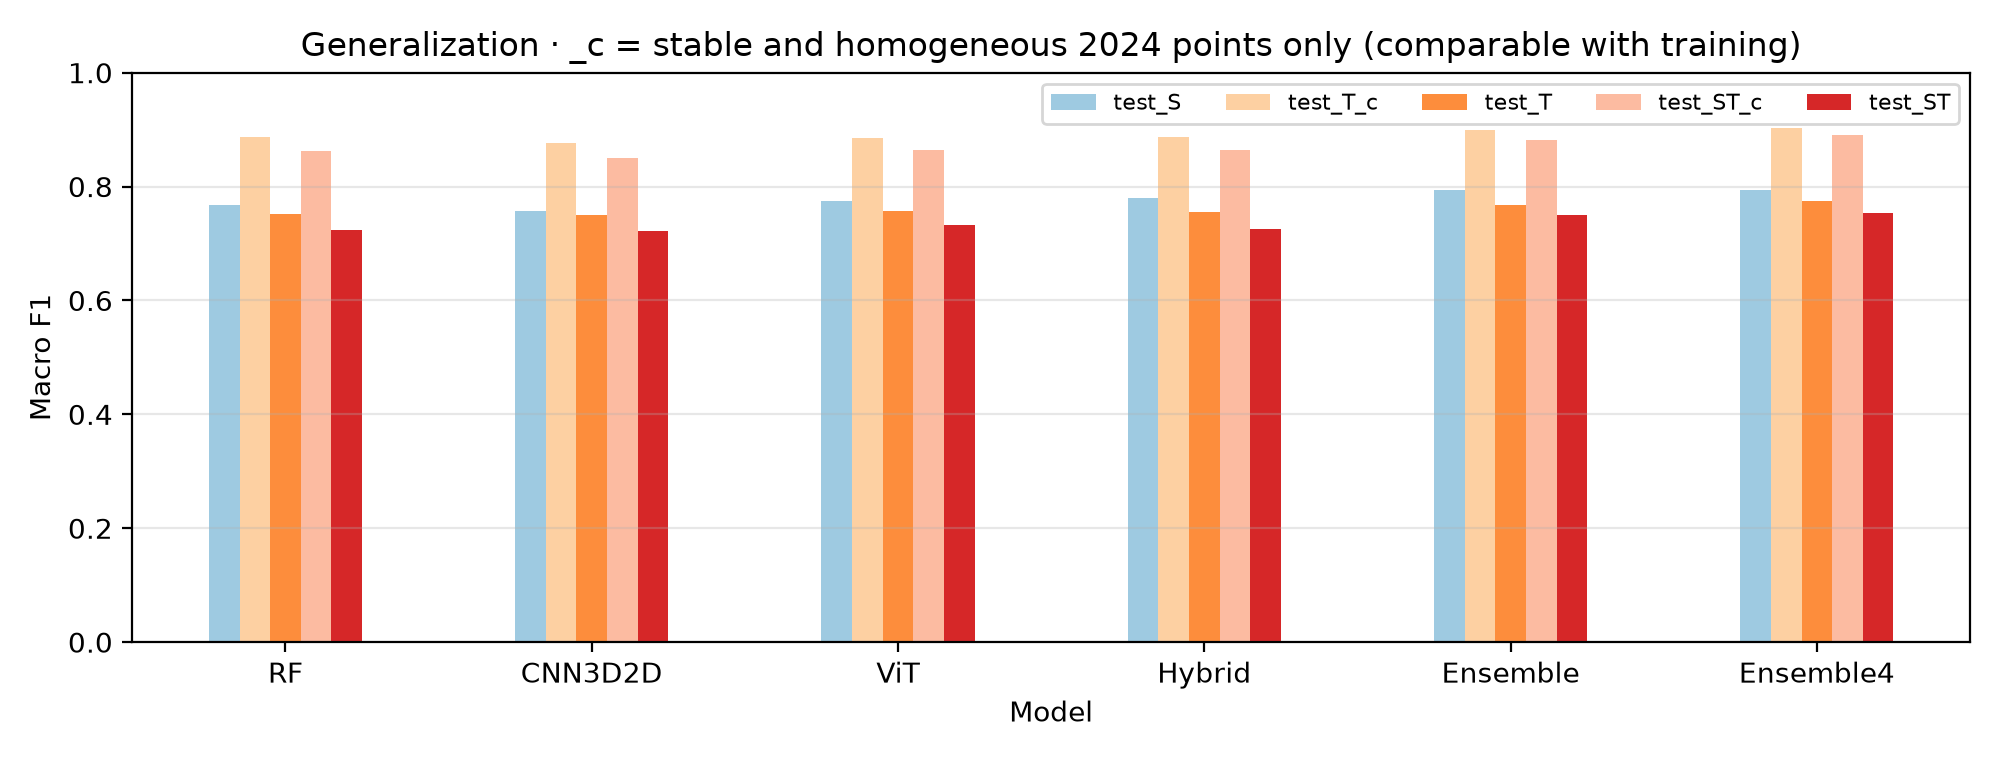 Generalization · _c = stable and homogeneous 2024 points only (comparable with training)
test_S test_T_c test_T test_ST_c test_ST
1.0
0.8
0.6
0.4
0.2
0.0
Macro F1
RF CNN3D2D ViT Hybrid Ensemble Ensemble4
Model